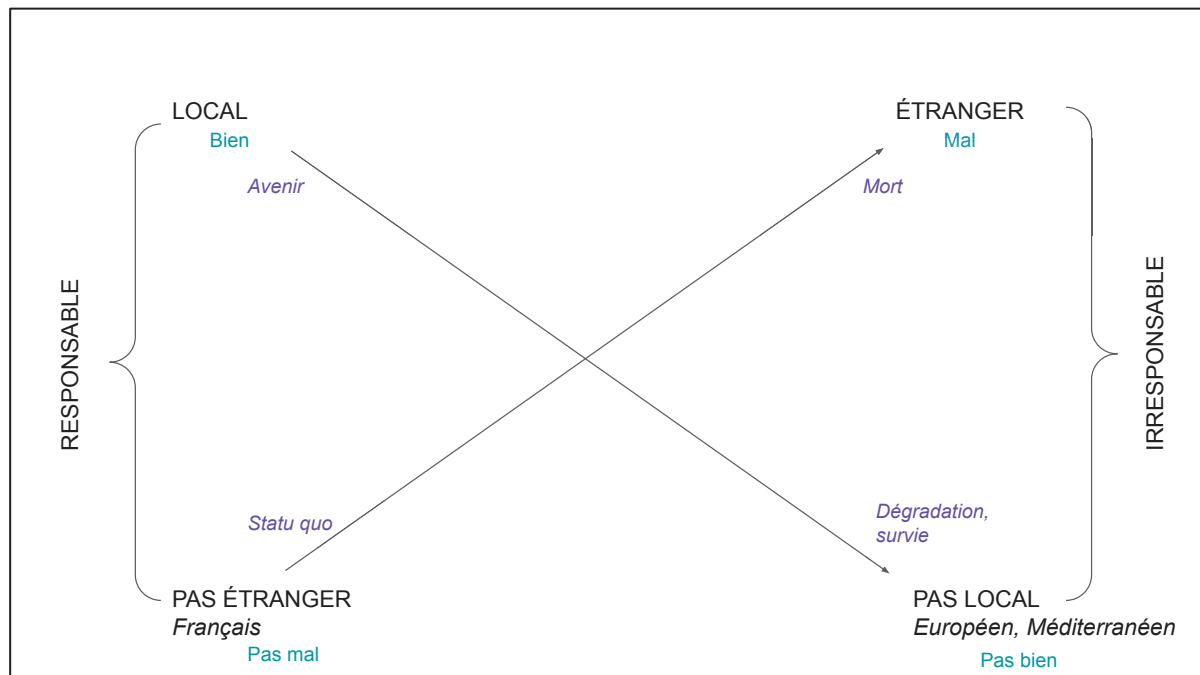 LOCAL
Bien
Avenir
ÉTRANGER
Mal
Mort
RESPONSABLE
IRRESPONSABLE
Statu quo
PAS ÉTRANGER
Français
Pas mal
Dégradation,
survie
PAS LOCAL
Européen, Méditerranéen
Pas bien